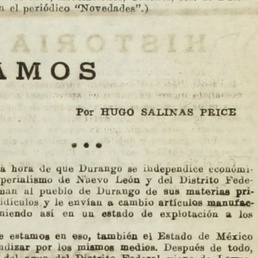 n el periódico "Novedades".)
HISTORIA
AMOS
Por HUGO SALINAS PRICE
a hora de que Durango se independice económi-
perialismo de Nuevo León y del Distrito Fede-
man al pueblo de Durango de sus materias pri-
idículos y le envían a cambio artículos manufac-
niendo así en un estado de explotación a los
e estamos en eso, también el Estado de México
ndizar por los mismos medios. Después de todo,